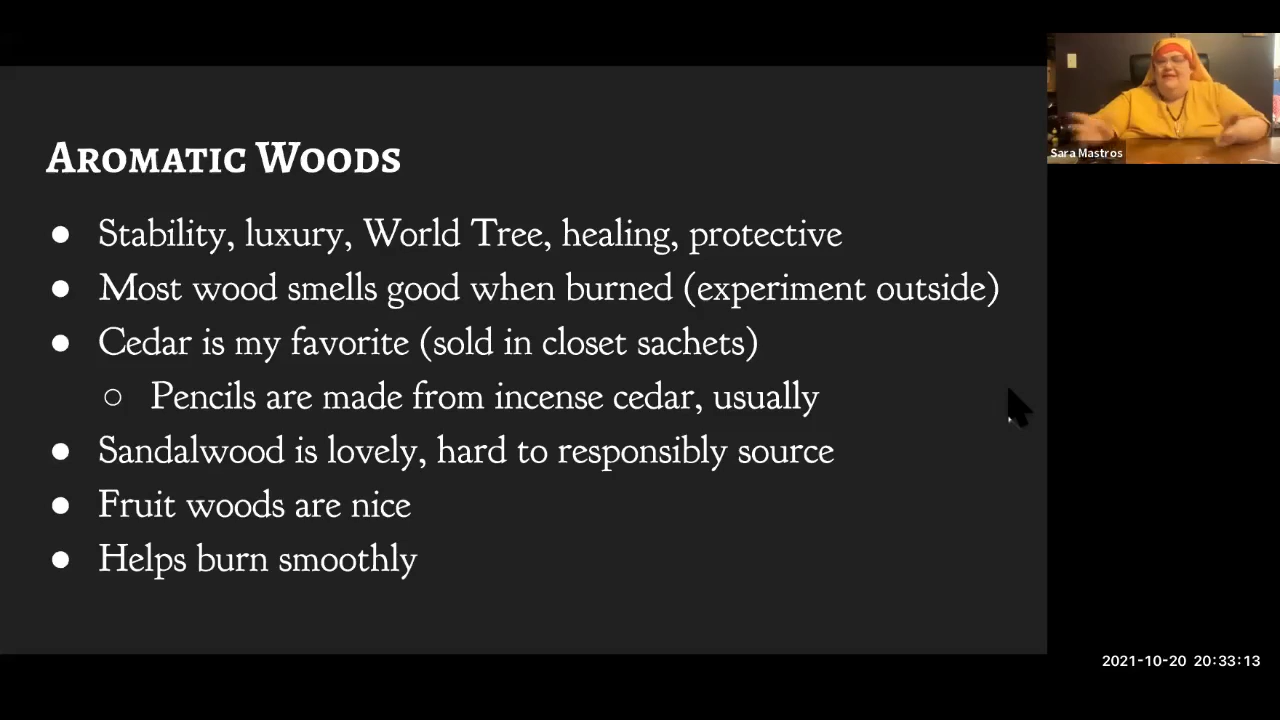 Aromatic Woods
● Stability, luxury, World Tree, healing, protective
● Most wood smells good when burned (experiment outside)
● Cedar is my favorite (sold in closet sachets)
○ Pencils are made from incense cedar, usually
● Sandalwood is lovely, hard to responsibly source
● Fruit woods are nice
● Helps burn smoothly
Sara Mastros
2021-10-20 20:33:13